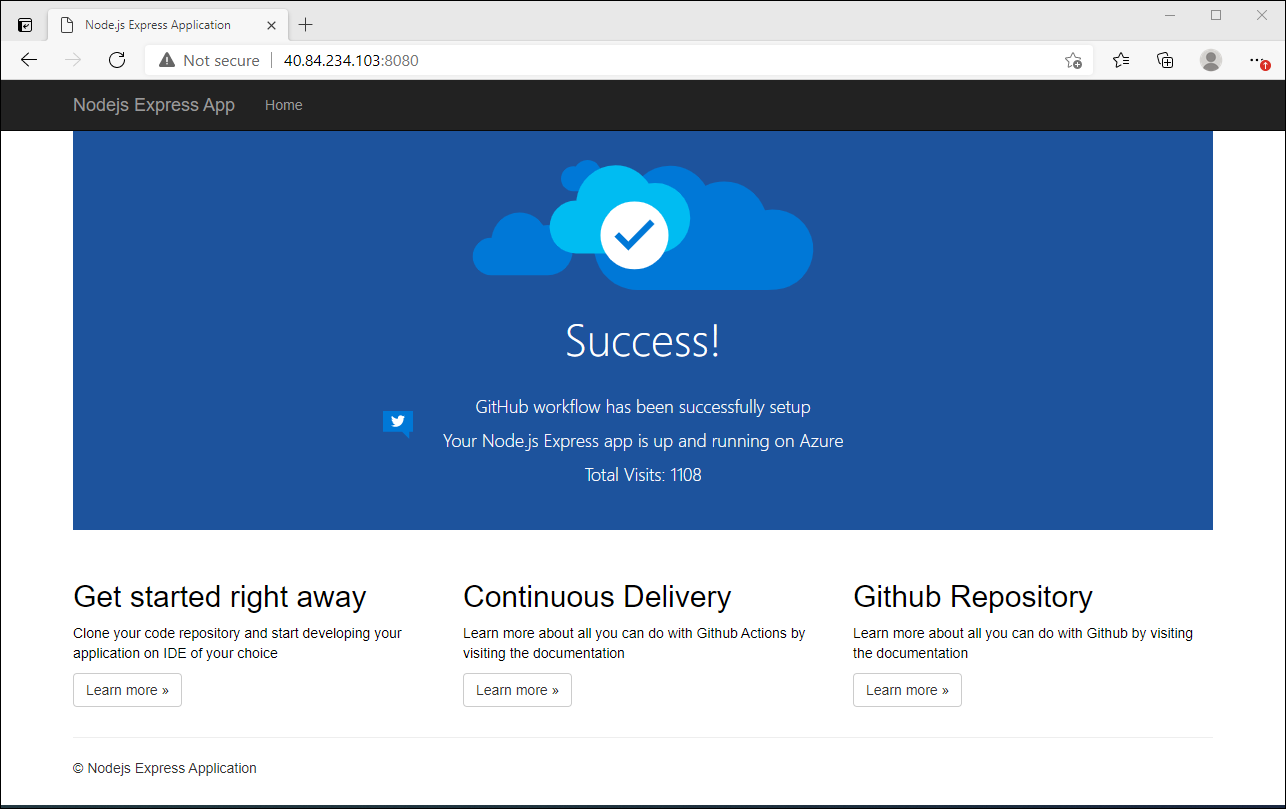 Node.js Express Application
Not secure
40.84.234.103:8080
Nodejs Express App
Home
Success!
GitHub workflow has been successfully setup
Your Node.js Express app is up and running on Azure
Total Visits: 1108
Get started right away
Clone your code repository and start developing your
application on IDE of your choice
Learn more »
Continuous Delivery
Learn more about all you can do with Github Actions by
visiting the documentation
Learn more »
Github Repository
Learn more about all you can do with Github by visiting
the documentation
Learn more »
© Nodejs Express Application